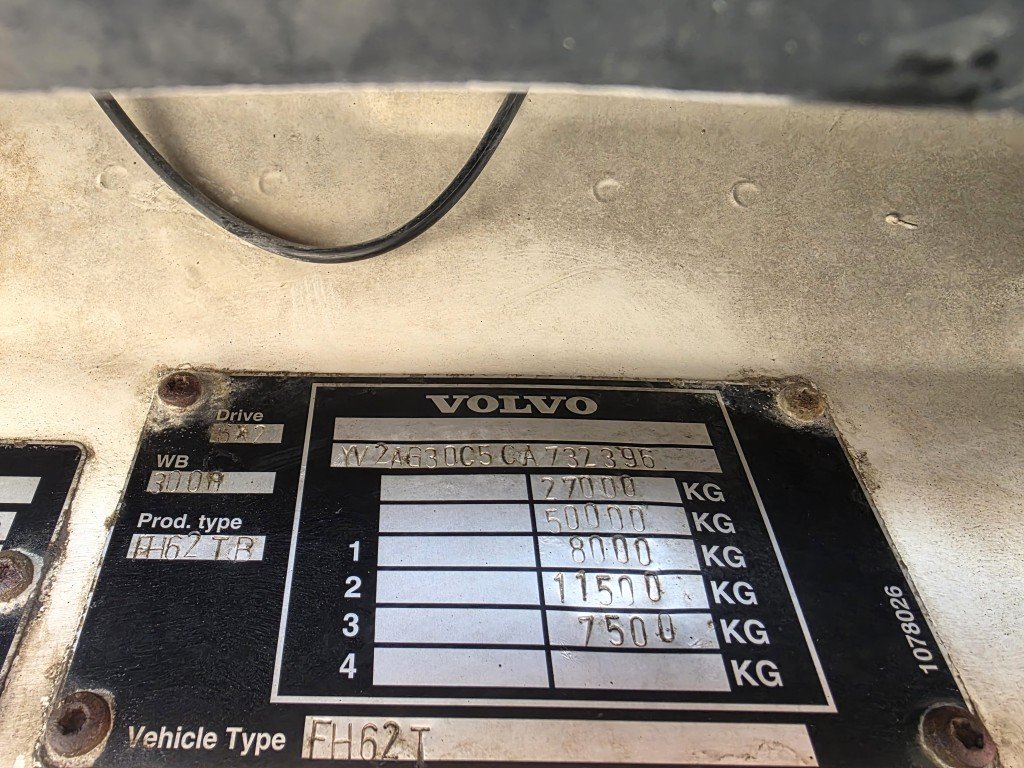 VOLVO
Drive
6X2
YV2AG30C5CA732396
WB
3000
27000 KG
50000 KG
Prod. type
FH62TR
1 8000 KG
2 11500 KG
3 7500 KG
4 KG
1078026
Vehicle Type FH62T